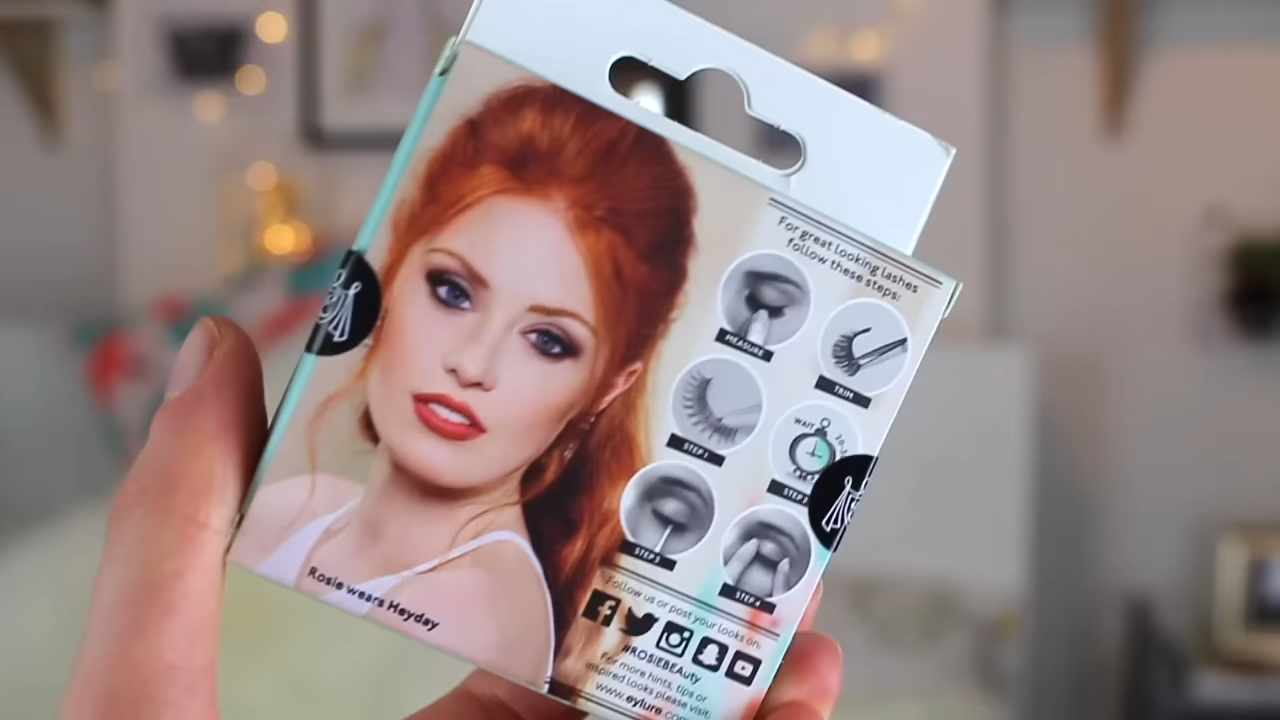 For great looking lashes
follow these steps:
MEASURE
TRIM
STEP 1
WAIT
STEP 2
STEP 3
STEP 4
Rosie wears Heyday
Follow us or post your looks on:
#ROSIEBEAuty
For more hints, tips or
inspired looks please visit:
www.eylure.com